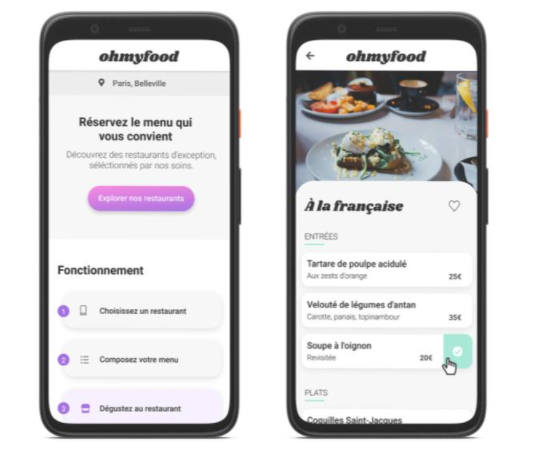 ohmyfood
Paris, Belleville
Réservez le menu qui
vous convient
Découvrez des restaurants d'exception,
séléctionnés par nos soins.
Explorer nos restaurants
Fonctionnement
1 Choisissez un restaurant
2 Composez votre menu
3 Dégustez au restaurant
ohmyfood
À la française
ENTRÉES
Tartare de poulpe acidulé
Aux zests d'orange 25€
Velouté de légumes d'antan
Carotte, panais, topinambour 35€
Soupe à l'oignon
Revisitée 20€
PLATS
Coquilles Saint-Jacques